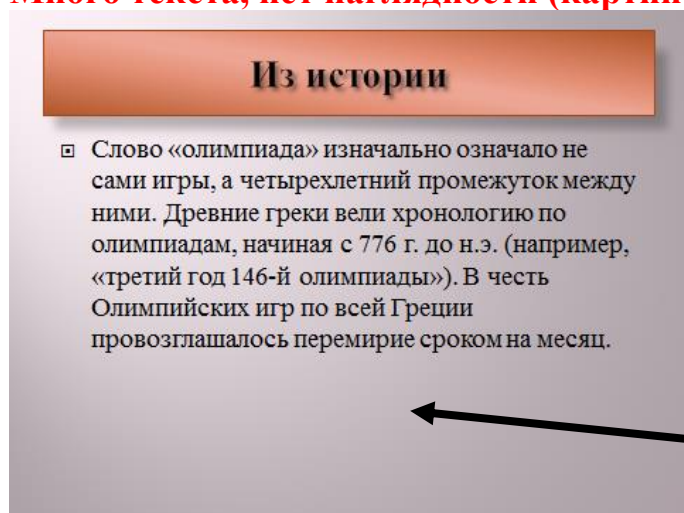 Много текста, нет наглядности (картин
Из истории
Слово «олимпиада» изначально означало не
сами игры, а четырехлетний промежуток между
ними. Древние греки вели хронологию по
олимпиадам, начиная с 776 г. до н.э. (например,
«третий год 146-й олимпиады»). В честь
Олимпийских игр по всей Греции
провозглашалось перемирие сроком на месяц.